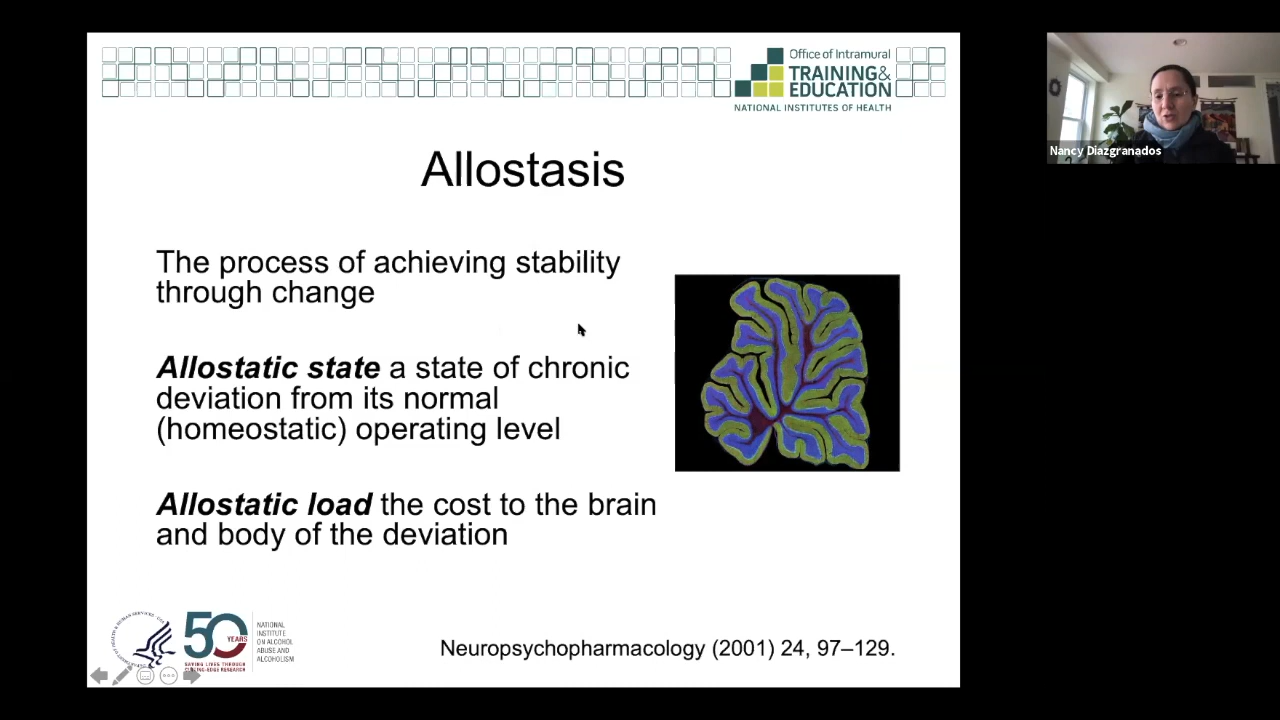 Office of Intramural
TRAINING&
EDUCATION
NATIONAL INSTITUTES OF HEALTH
Nancy Diazgranados
Allostasis
The process of achieving stability
through change
Allostatic state a state of chronic
deviation from its normal
(homeostatic) operating level
Allostatic load the cost to the brain
and body of the deviation
50
YEARS
NATIONAL
INSTITUTE
ON ALCOHOL
ABUSE AND
ALCOHOLISM
Neuropsychopharmacology (2001) 24, 97–129.